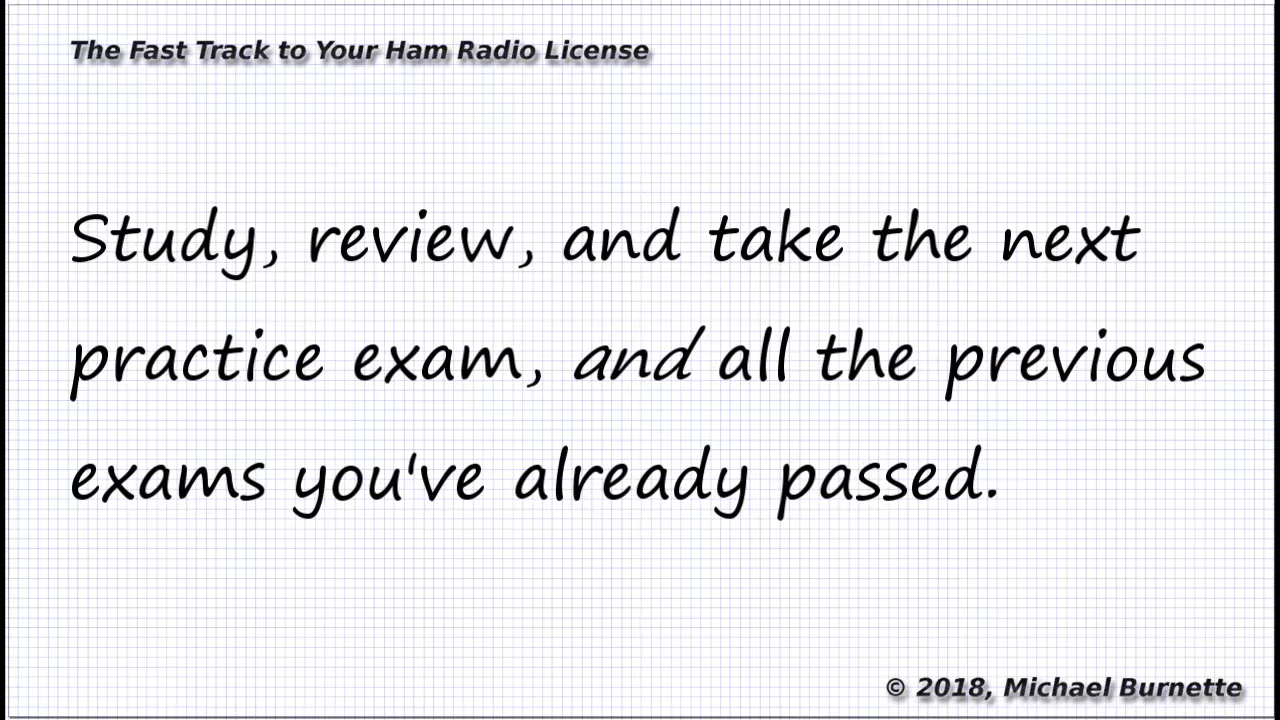 The Fast Track to Your Ham Radio License
Study, review, and take the next
practice exam, and all the previous
exams you've already passed.
© 2018, Michael Burnette